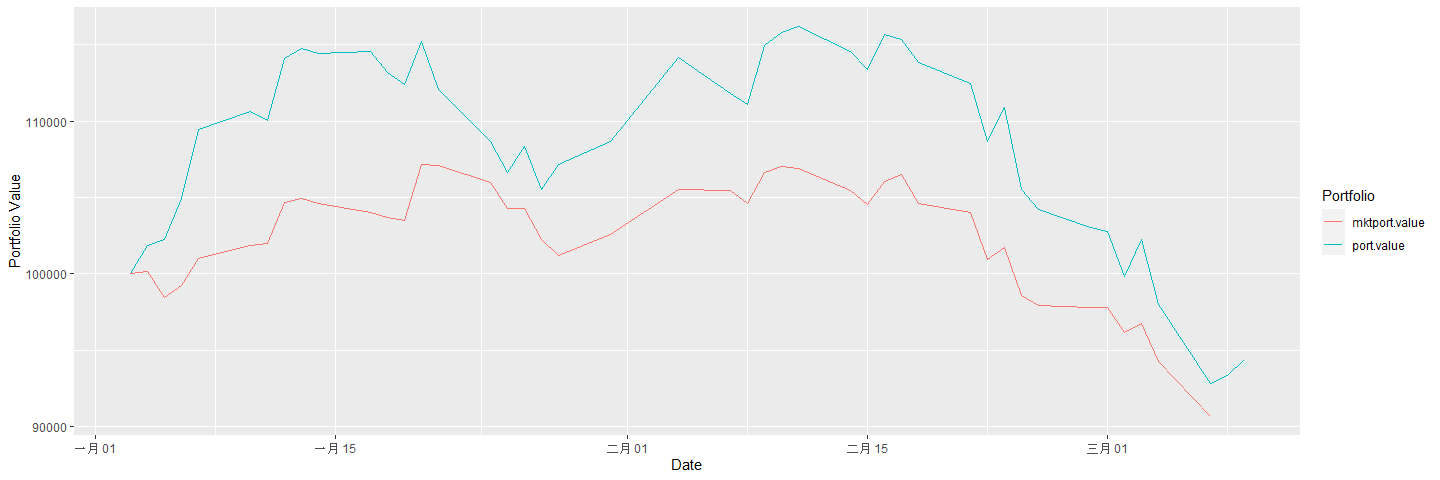 Portfolio Value
110000
100000
90000
一月 01
一月 15
二月 01
二月 15
三月 01
Date
Portfolio
mktport.value
port.value